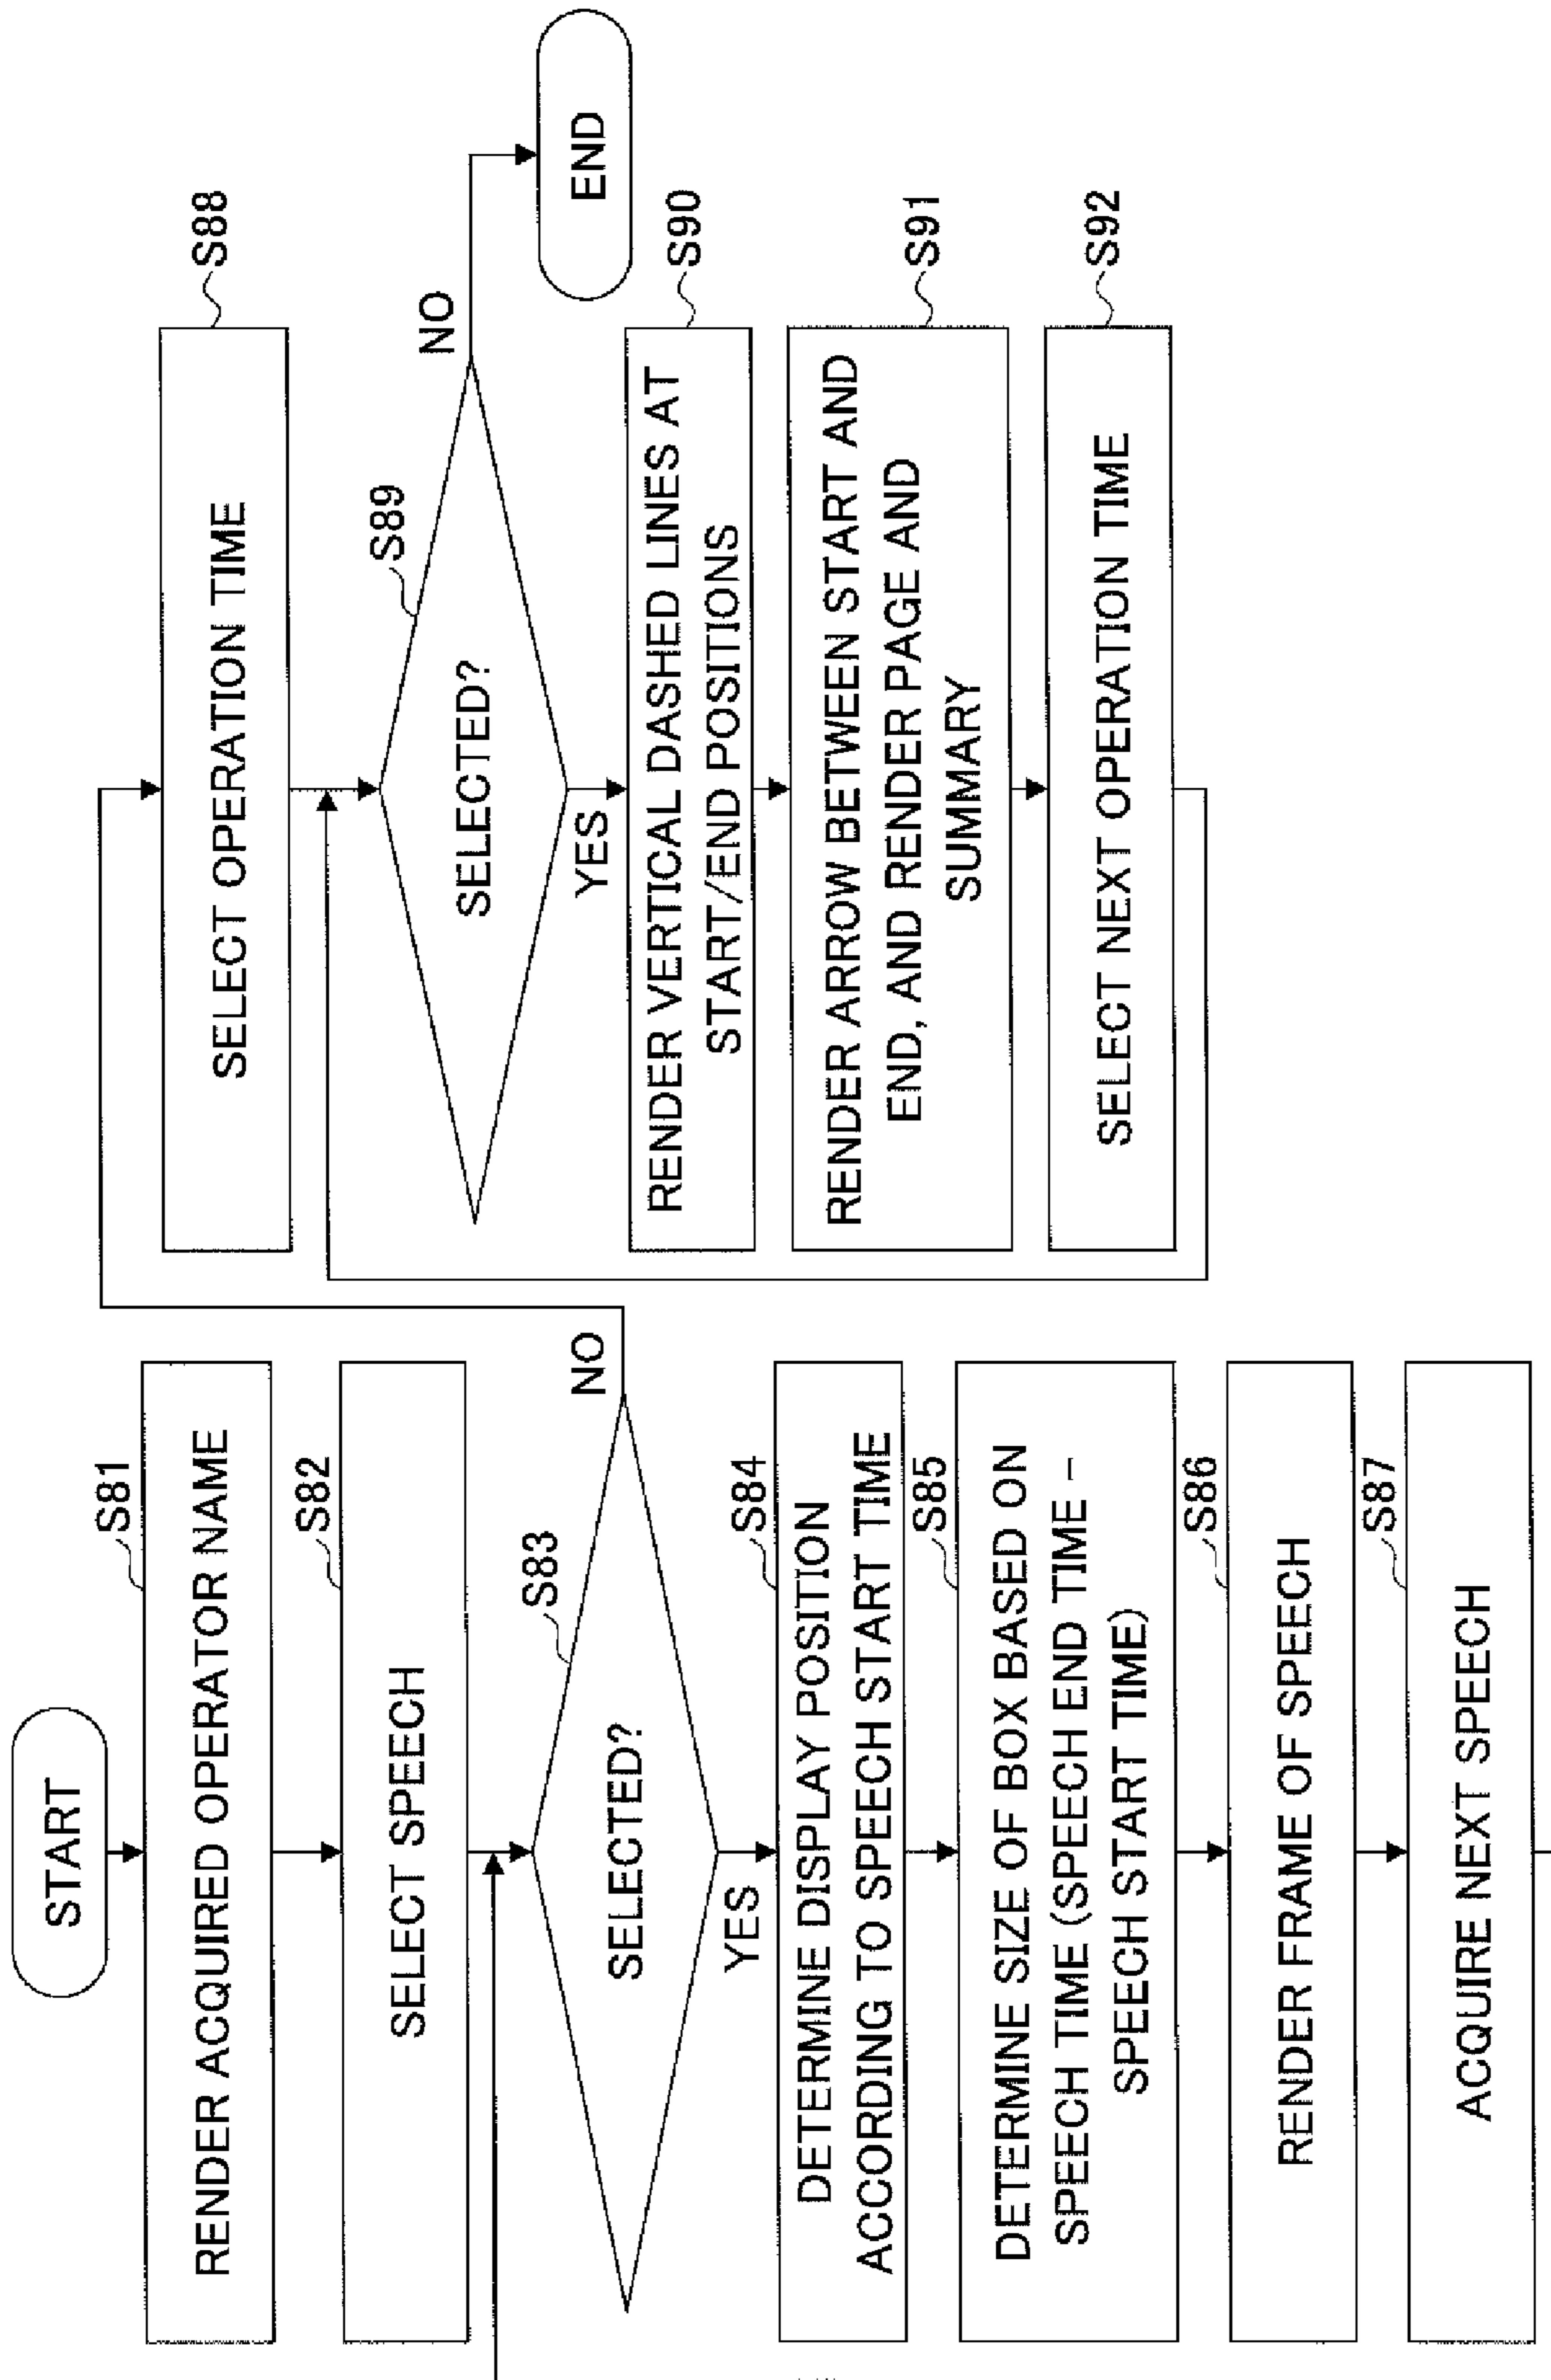 START
S81
RENDER ACQUIRED OPERATOR NAME
S82
SELECT SPEECH
S83
SELECTED?
NO
YES
S84
DETERMINE DISPLAY POSITION
ACCORDING TO SPEECH START TIME
S85
DETERMINE SIZE OF BOX BASED ON
SPEECH TIME (SPEECH END TIME –
SPEECH START TIME)
S86
RENDER FRAME OF SPEECH
S87
ACQUIRE NEXT SPEECH
S88
SELECT OPERATION TIME
S89
SELECTED?
NO
END
YES
S90
RENDER VERTICAL DASHED LINES AT
START/END POSITIONS
S91
RENDER ARROW BETWEEN START AND
END, AND RENDER PAGE AND
SUMMARY
S92
SELECT NEXT OPERATION TIME